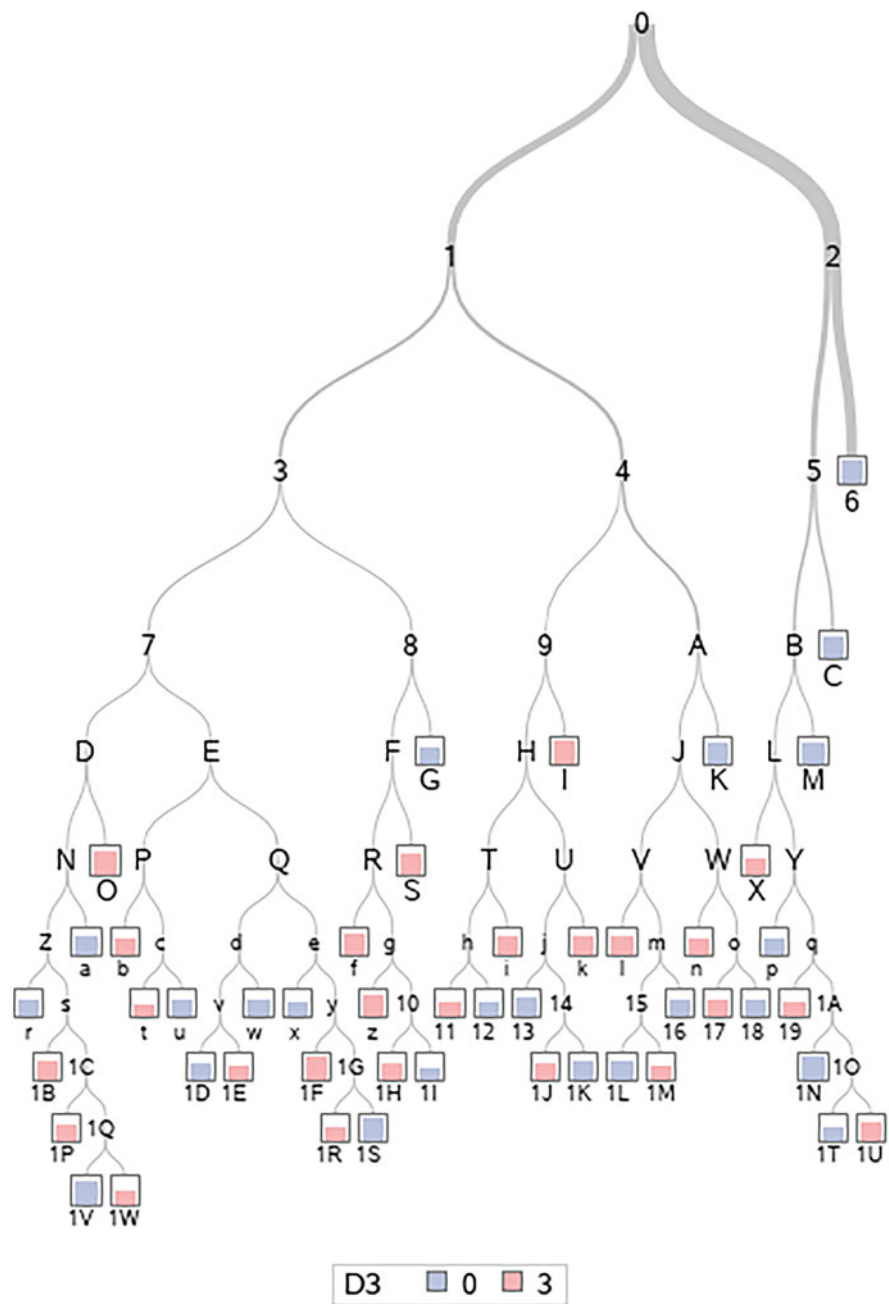 0
1 2
3 4 5 6
7 8 9 A B C
D E F G H I J K L M
N O P Q R S T U V W X Y
Z a b c d e f g h i j k l m n o p q
r s t u v w x y z 10 11 12 13 14 15 16 17 18 19 1A
1B 1C 1D 1E 1F 1G 1H 1I 1J 1K 1L 1M 1N 1O
1P 1Q 1R 1S 1T 1U
1V 1W
D3 0 3